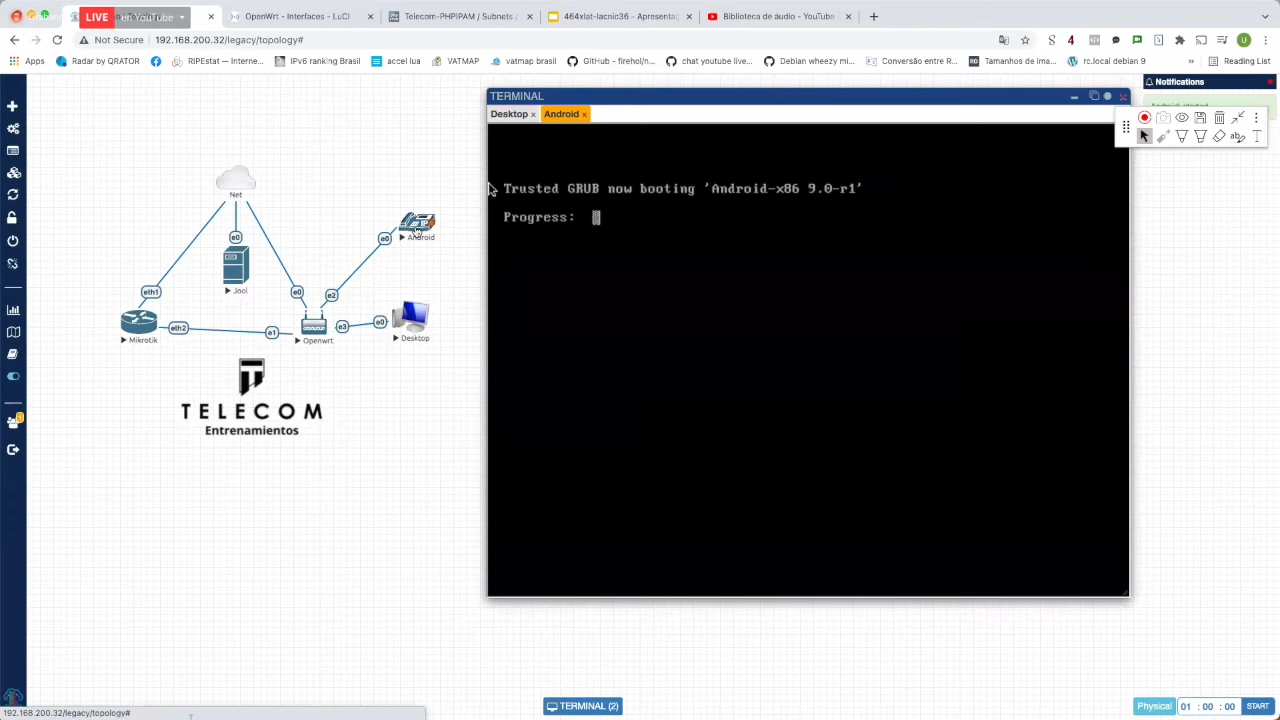 LIVE
en YouTube
OpenWrt - Interfaces - LuCI
Telecom-PHPIPAM / Subne
464xlat-lacnic36 - Apresentaç
Biblioteca de áudio - YouTube
Not Secure | 192.168.200.32/legacy/topology#
Apps
Radar by QRATOR
RIPEstat — Interne...
IPv6 ranking Brasil
accel lua
VATMAP
vatmap brasil
GitHub - firehol/n...
chat youtube live...
Debian wheezy mi...
Conversão entre R...
Tamanhos de Ima...
rc.local debian 9
»
Reading List
Notifications
TERMINAL
Desktop ×
Android ×
Trusted GRUB now booting 'Android-x86 9.0-r1'
Progress:
Net
e0
Android
e0
Jool
eth1
e0
e2
Mikrotik
eth2
e1
Openwrt
e3
e0
Desktop
TELECOM
Entrenamientos
192.168.200.32/legacy/topology#
TERMINAL (2)
Physical
01 : 00 : 00
START